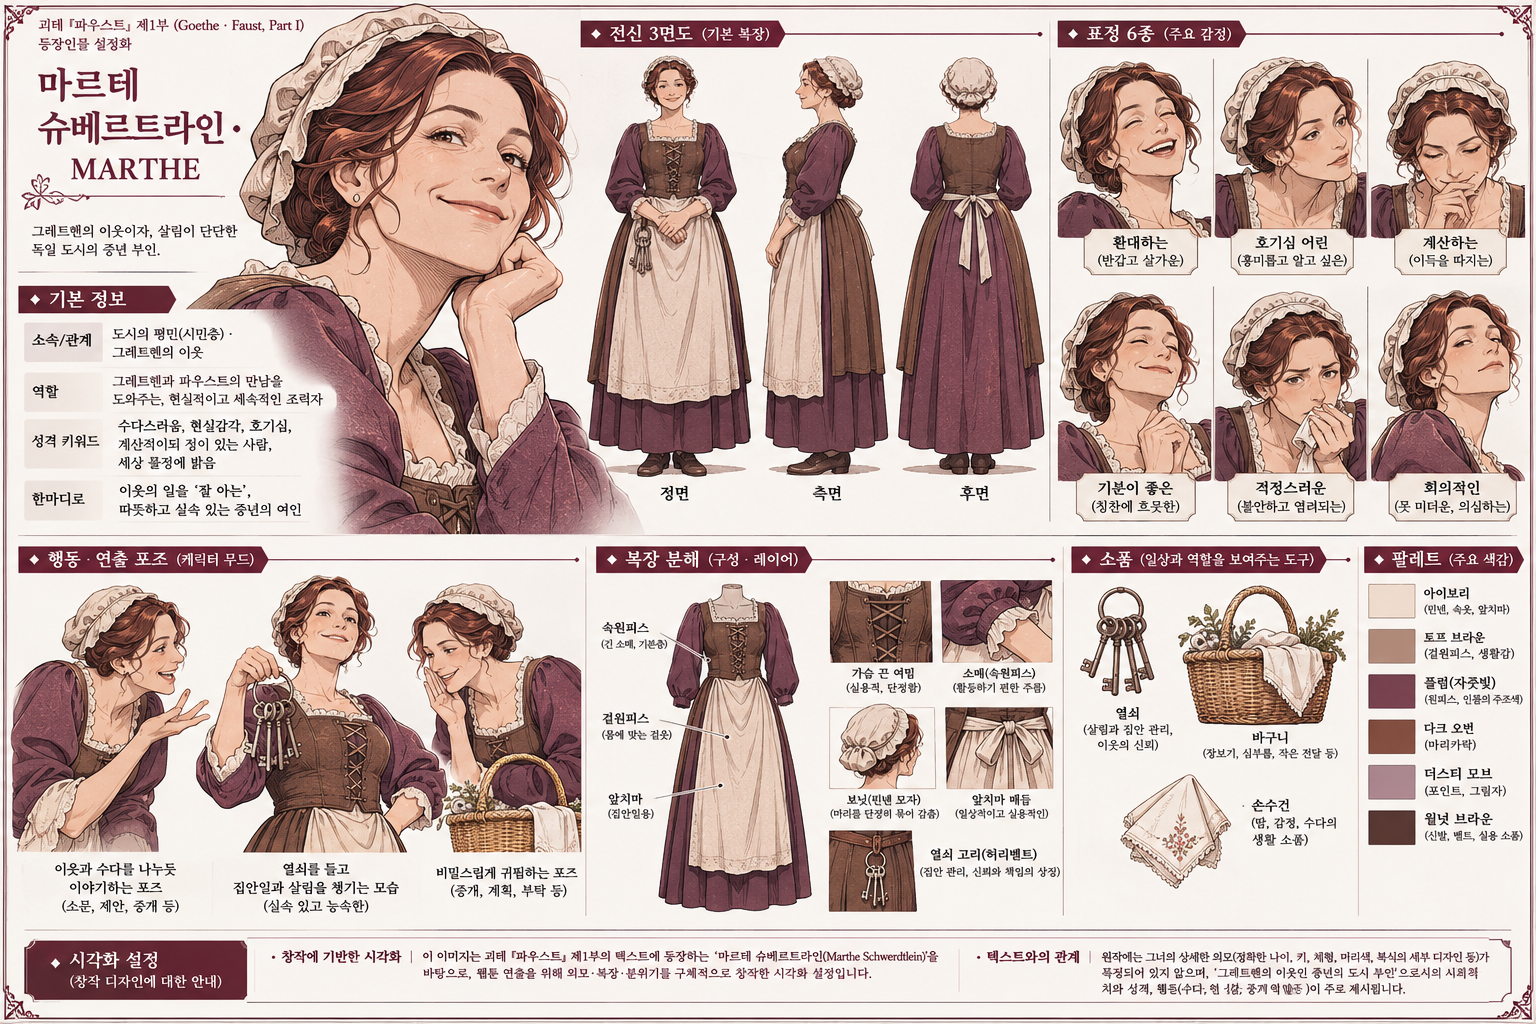 괴테 『파우스트』 제1부 (Goethe · Faust, Part I)
등장인물 설정화
마르테
슈베르트라인 ·
MARTHE
그레트헨의 이웃이자, 살림이 단단한
독일 도시의 중년 부인.
기본 정보
소속/관계
도시의 평민(시민층) ·
그레트헨의 이웃
역할
그레트헨과 파우스트의 만남을
도와주는, 현실적이고 세속적인 조력자
성격 키워드
수다스러움, 현실감각, 호기심,
계산적이되 정이 있는 사람,
세상 물정에 밝음
한마디로
이웃의 일을 '잘 아는',
따뜻하고 실속 있는 중년의 여인
전신 3면도 (기본 복장)
정면
측면
후면
표정 6종 (주요 감정)
환대하는
(반갑고 살가운)
호기심 어린
(흥미롭고 알고 싶은)
계산하는
(이득을 따지는)
기분이 좋은
(칭찬에 흐뭇한)
걱정스러운
(불안하고 염려되는)
회의적인
(못 미더운, 의심하는)
행동 · 연출 포즈 (캐릭터 무드)
이웃과 수다를 나누듯
이야기하는 포즈
(소문, 제안, 중개 등)
열쇠를 들고
집안일과 살림을 챙기는 모습
(실속 있고 능숙한)
비밀스럽게 귀띔하는 포즈
(중개, 계획, 부탁 등)
복장 분해 (구성 · 레이어)
속원피스
(긴 소매, 기본층)
겉원피스
(몸에 맞는 겉옷)
앞치마
(집안일용)
가슴 끈 여밈
(실용적, 단정함)
소매(속원피스)
(활동하기 편한 주름)
보닛(린넨 모자)
(머리를 단정히 묶어 감춤)
앞치마 매듭
(일상적이고 실용적인)
열쇠 고리(허리벨트)
(집안 관리, 신뢰와 책임의 상징)
소품 (일상과 역할을 보여주는 도구)
열쇠
(살림과 집안 관리,
이웃의 신뢰)
바구니
(장보기, 심부름, 작은 전달 등)
손수건
(땀, 감정, 수다의
생활 소품)
팔레트 (주요 색감)
아이보리
(린넨, 속옷, 앞치마)
토프 브라운
(겉원피스, 생활감)
플럼(자줏빛)
(원피스, 인물의 주조색)
다크 오번
(머리카락)
더스티 모브
(포인트, 그림자)
월넛 브라운
(신발, 벨트, 실용 소품)
시각화 설정
(창작 디자인에 대한 안내)
• 창작에 기반한 시각화
이 이미지는 괴테 『파우스트』 제1부의 텍스트에 등장하는 '마르테 슈베르트라인(Marthe Schwerdtlein)'을
바탕으로, 웹툰 연출을 위해 외모·복장·분위기를 구체적으로 창작한 시각화 설정입니다.
• 텍스트와의 관계
원작에는 그녀의 상세한 외모(정확한 나이, 키, 체형, 머리색, 복식의 세부 디자인 등)가
특정되어 있지 않으며, '그레트헨의 이웃인 중년의 도시 부인'으로서의 사회적
치와 성격, 행동(수다, 현 중개 )이 주로 제시됩니다.